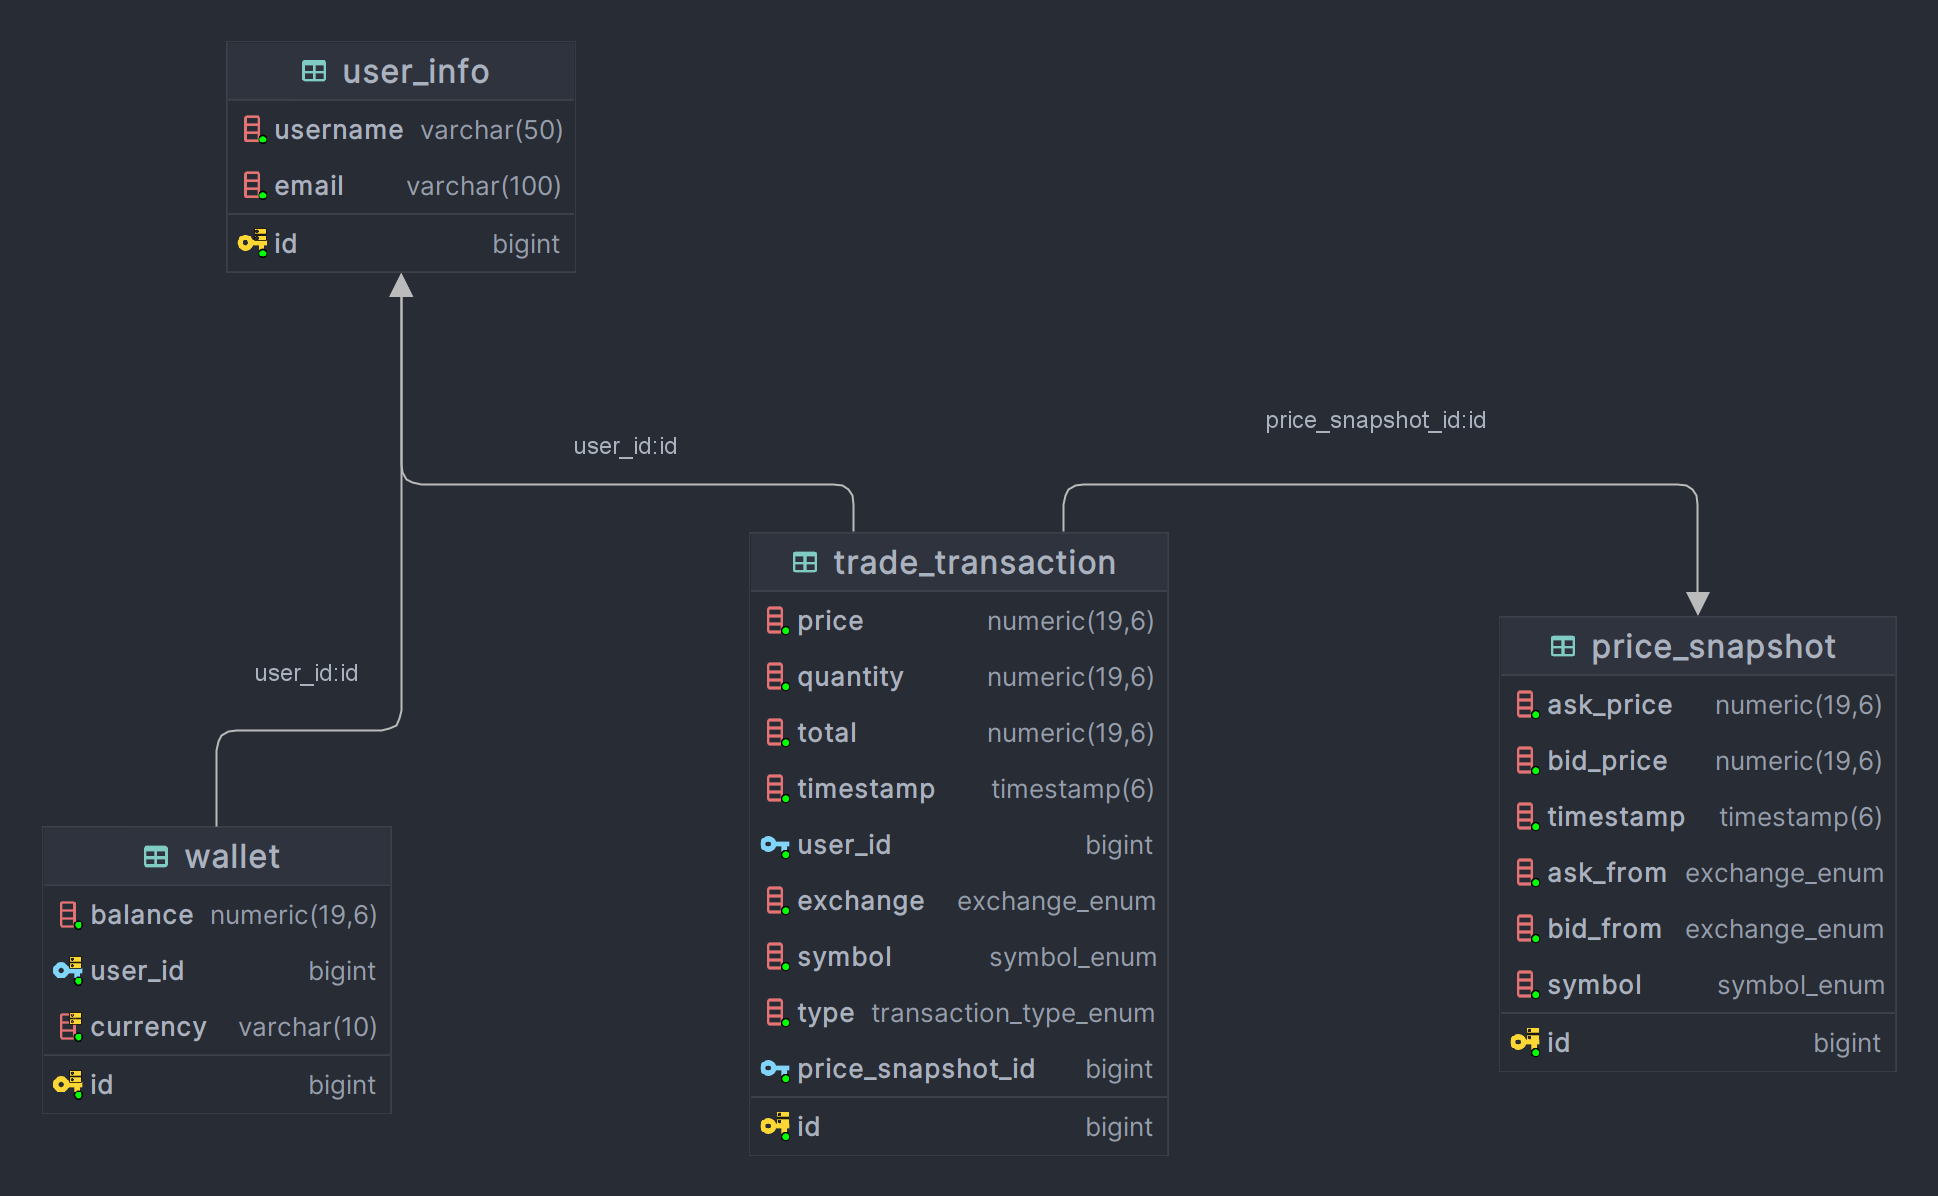 user_info
username varchar(50)
email varchar(100)
id bigint
user_id:id
price_snapshot_id:id
user_id:id
trade_transaction
price numeric(19,6)
quantity numeric(19,6)
total numeric(19,6)
timestamp timestamp(6)
user_id bigint
exchange exchange_enum
symbol symbol_enum
type transaction_type_enum
price_snapshot_id bigint
id bigint
price_snapshot
ask_price numeric(19,6)
bid_price numeric(19,6)
timestamp timestamp(6)
ask_from exchange_enum
bid_from exchange_enum
symbol symbol_enum
id bigint
wallet
balance numeric(19,6)
user_id bigint
currency varchar(10)
id bigint